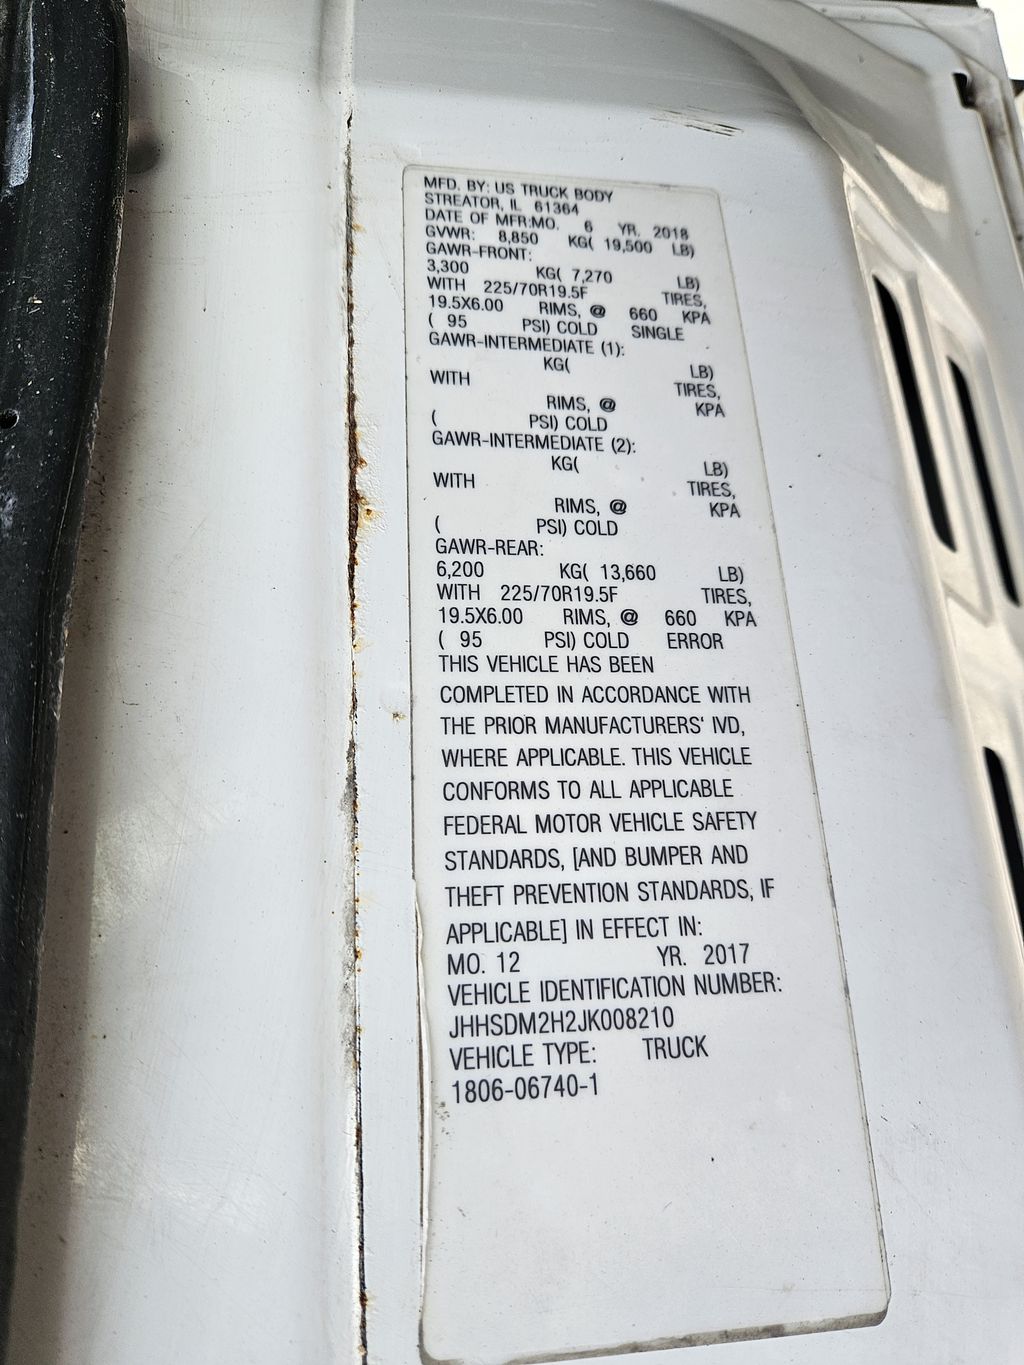 MFD. BY: US TRUCK BODY
STREATOR, IL 61364
DATE OF MFR:MO. 6 YR. 2018
GVWR: 8,850 KG( 19,500 LB)
GAWR-FRONT:
3,300 KG( 7,270 LB)
WITH 225/70R19.5F TIRES,
19.5X6.00 RIMS, @ 660 KPA
( 95 PSI) COLD SINGLE
GAWR-INTERMEDIATE (1):
KG( LB)
WITH TIRES,
RIMS, @ KPA
( PSI) COLD
GAWR-INTERMEDIATE (2):
KG( LB)
WITH TIRES,
RIMS, @ KPA
( PSI) COLD
GAWR-REAR:
6,200 KG( 13,660 LB)
WITH 225/70R19.5F TIRES,
19.5X6.00 RIMS, @ 660 KPA
( 95 PSI) COLD ERROR
THIS VEHICLE HAS BEEN
COMPLETED IN ACCORDANCE WITH
THE PRIOR MANUFACTURERS' IVD,
WHERE APPLICABLE. THIS VEHICLE
CONFORMS TO ALL APPLICABLE
FEDERAL MOTOR VEHICLE SAFETY
STANDARDS, [AND BUMPER AND
THEFT PREVENTION STANDARDS, IF
APPLICABLE] IN EFFECT IN:
MO. 12 YR. 2017
VEHICLE IDENTIFICATION NUMBER:
JHHSDM2H2JK008210
VEHICLE TYPE: TRUCK
1806-06740-1